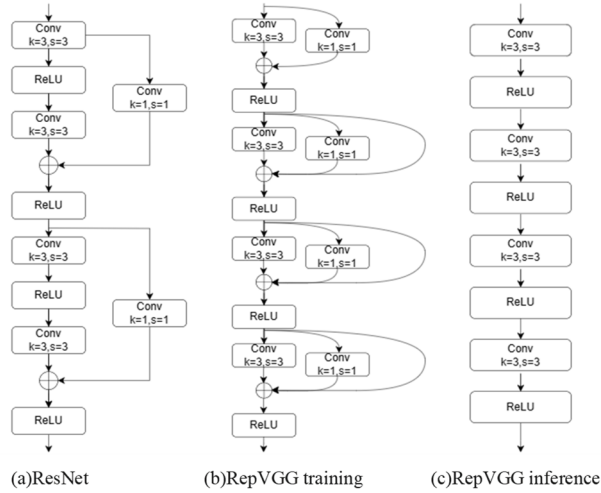 Conv
k=3,s=3
ReLU
Conv
k=3,s=3
Conv
k=1,s=1
ReLU
Conv
k=3,s=3
ReLU
Conv
k=3,s=3
Conv
k=1,s=1
ReLU
(a)ResNet
Conv
k=3,s=3
Conv
k=1,s=1
ReLU
Conv
k=3,s=3
Conv
k=1,s=1
ReLU
Conv
k=3,s=3
Conv
k=1,s=1
ReLU
Conv
k=3,s=3
Conv
k=1,s=1
ReLU
(b)RepVGG training
Conv
k=3,s=3
ReLU
Conv
k=3,s=3
ReLU
Conv
k=3,s=3
ReLU
Conv
k=3,s=3
ReLU
(c)RepVGG inference